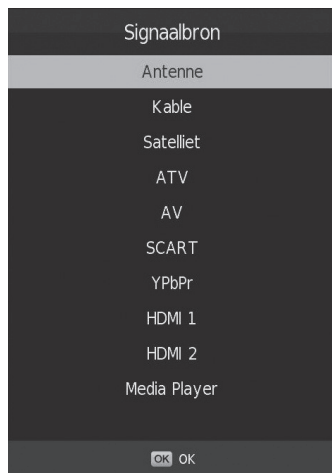 Signaalbron
Antenne
Kable
Satelliet
ATV
AV
SCART
YPbPr
HDMI 1
HDMI 2
Media Player
OK OK